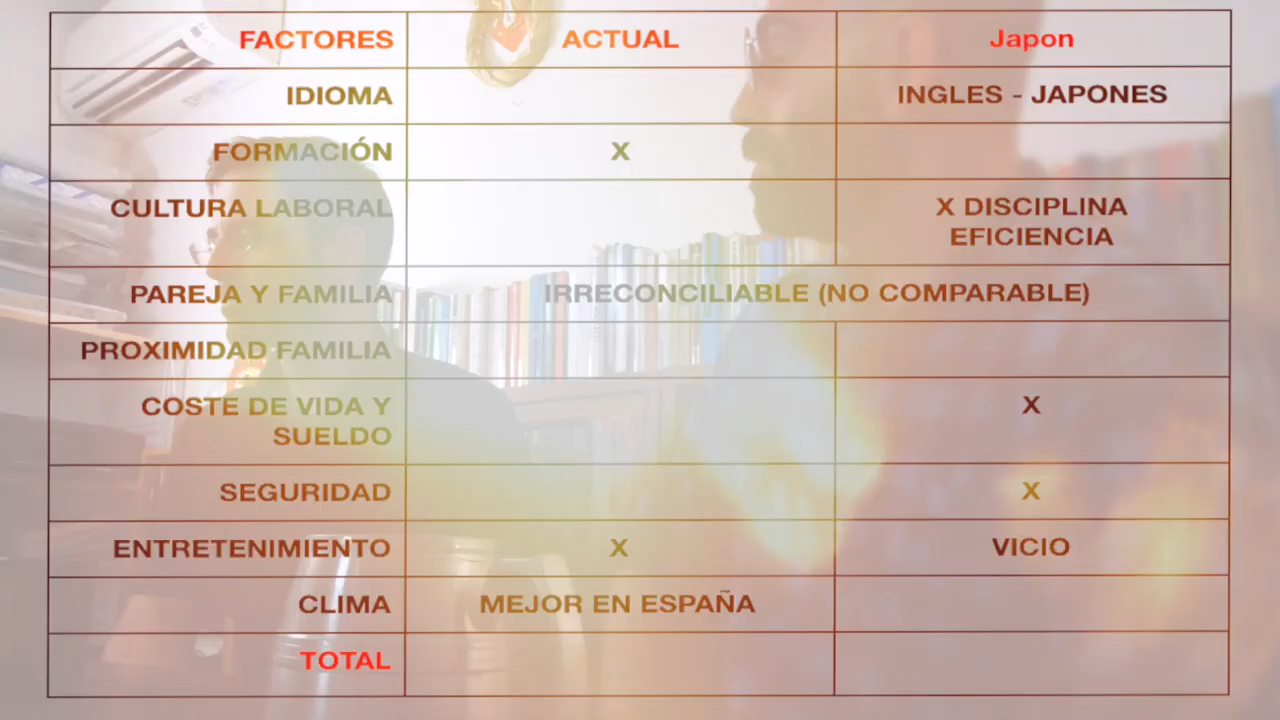 FACTORES ACTUAL Japon
IDIOMA INGLES - JAPONES
FORMACIÓN X
CULTURA LABORAL X DISCIPLINA
EFICIENCIA
PAREJA Y FAMILIA IRRECONCILIABLE (NO COMPARABLE)
PROXIMIDAD FAMILIA
COSTE DE VIDA Y X
SUELDO
SEGURIDAD X
ENTRETENIMIENTO X VICIO
CLIMA MEJOR EN ESPAÑA
TOTAL